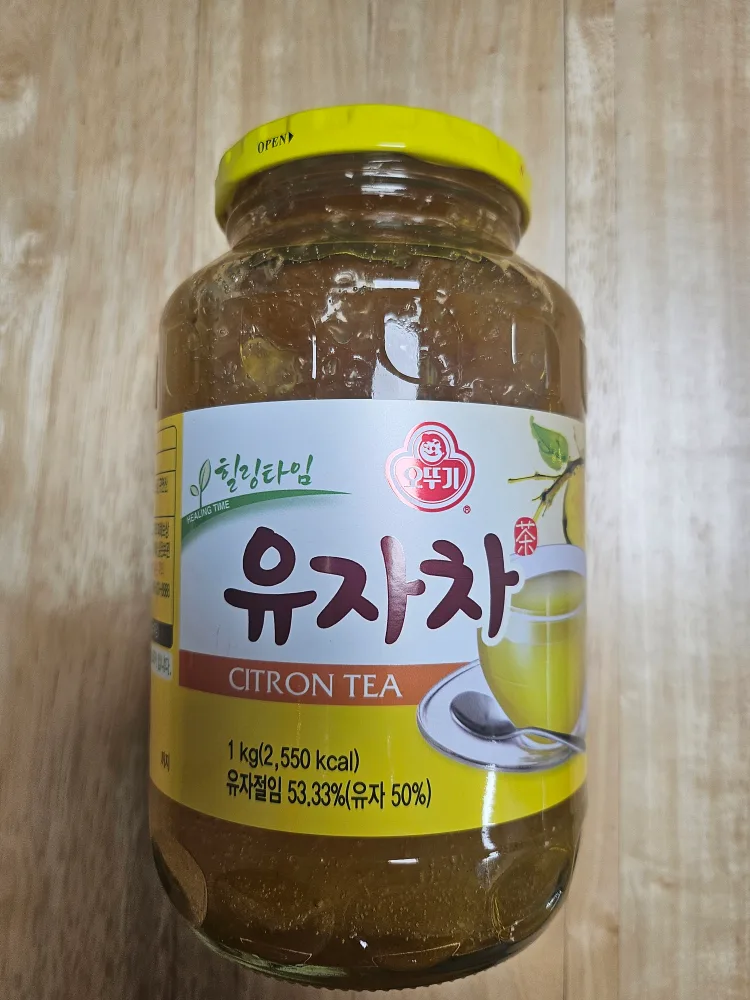 OPEN
힐링타임
HEALING TIME
오뚜기
®
유자차
茶
CITRON TEA
1 kg(2,550 kcal)
유자절임 53.33%(유자 50%)